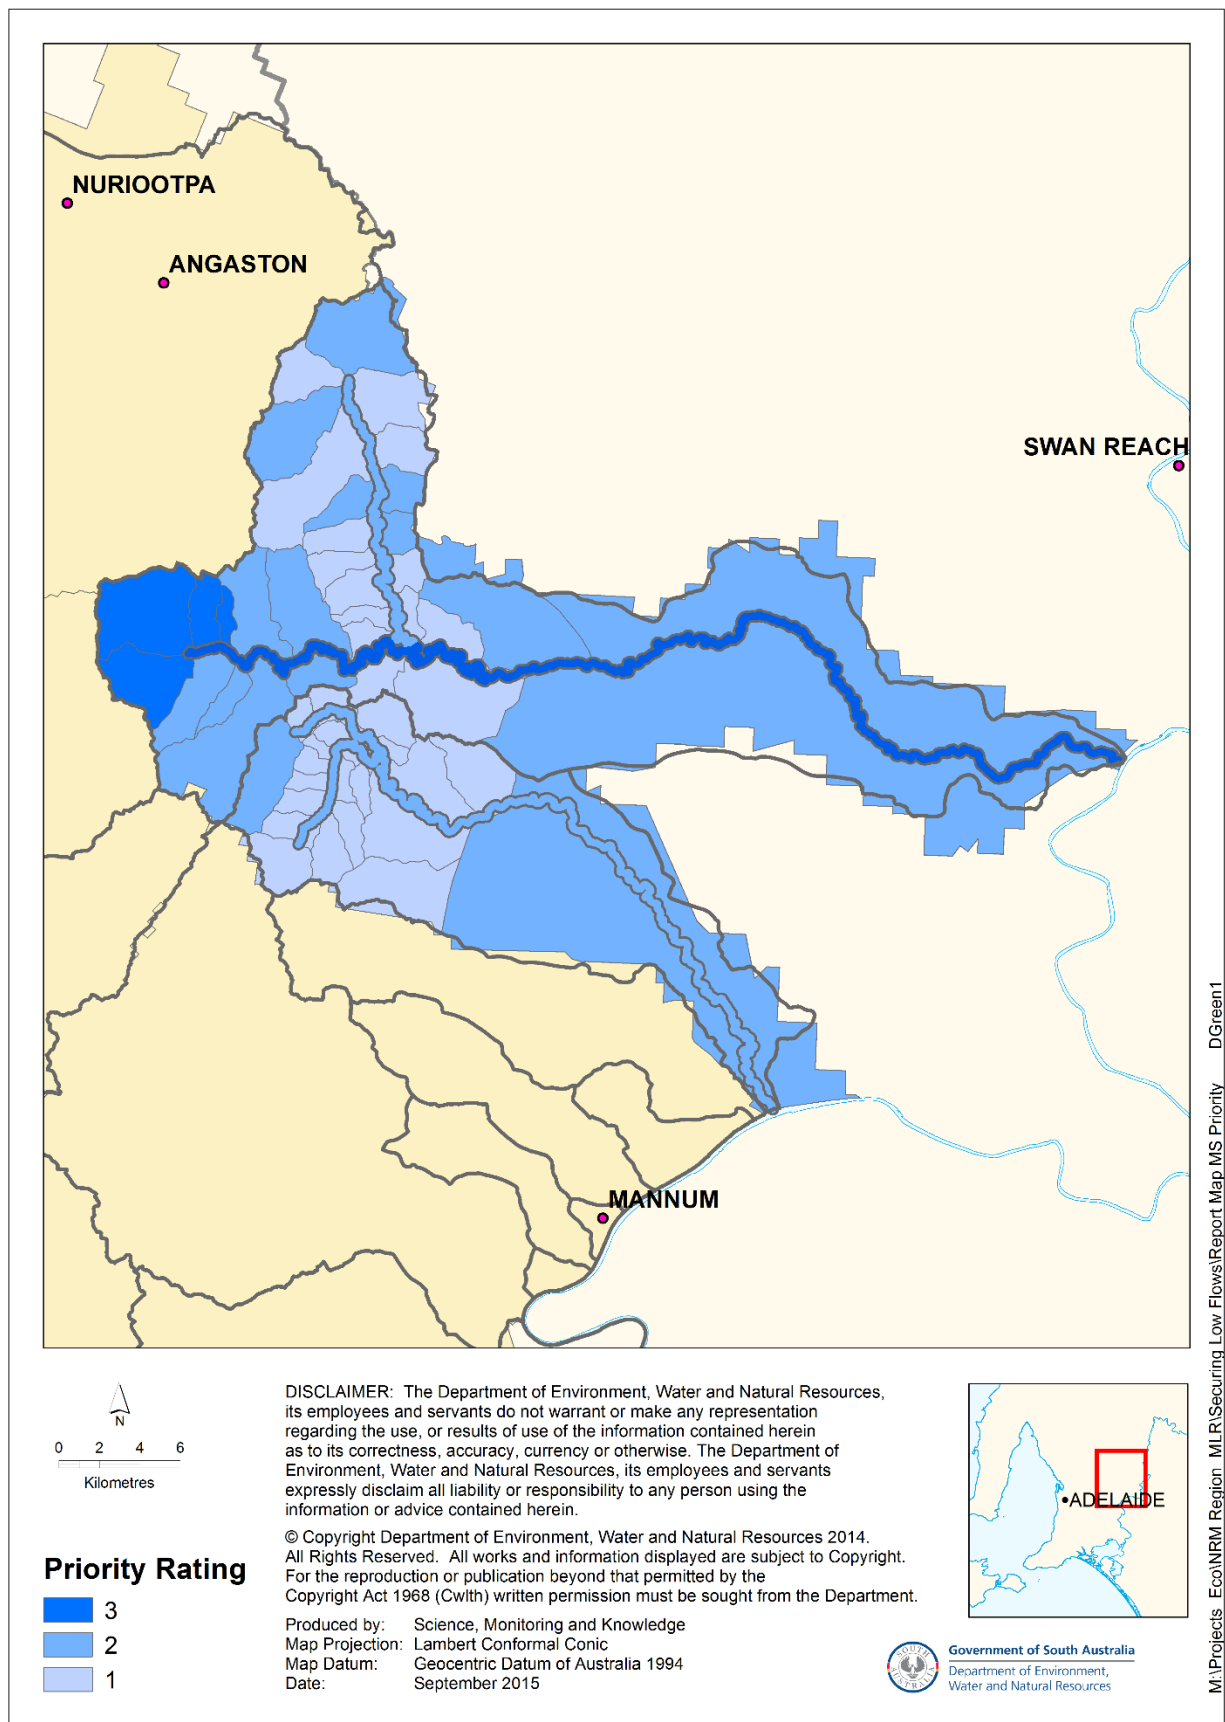 NURIOOTPA
ANGASTON
SWAN REACH
MANNUM
N
0 2 4 6
Kilometres
DISCLAIMER: The Department of Environment, Water and Natural Resources,
its employees and servants do not warrant or make any representation
regarding the use, or results of use of the information contained herein
as to its correctness, accuracy, currency or otherwise. The Department of
Environment, Water and Natural Resources, its employees and servants
expressly disclaim all liability or responsibility to any person using the
information or advice contained herein.
© Copyright Department of Environment, Water and Natural Resources 2014.
All Rights Reserved. All works and information displayed are subject to Copyright.
For the reproduction or publication beyond that permitted by the
Copyright Act 1968 (Cwlth) written permission must be sought from the Department.
Produced by: Science, Monitoring and Knowledge
Map Projection: Lambert Conformal Conic
Map Datum: Geocentric Datum of Australia 1994
Date: September 2015
Priority Rating
3
2
1
ADELAIDE
SOUTH
AUSTRALIA
Government of South Australia
Department of Environment,
Water and Natural Resources
M:\Projects_Eco\NRM Region_MLR\Securing Low Flows\Report Map MS Priority DGreen1